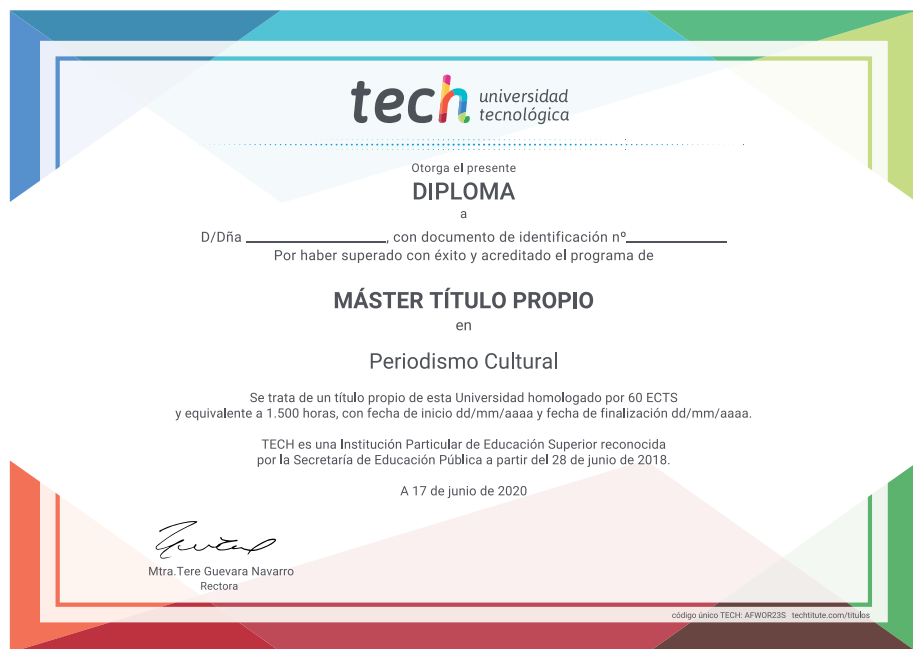 tech universidad
tecnológica
Otorga el presente
DIPLOMA
a
D/Dña ____________, con documento de identificación nº____________
Por haber superado con éxito y acreditado el programa de
MÁSTER TÍTULO PROPIO
en
Periodismo Cultural
Se trata de un título propio de esta Universidad homologado por 60 ECTS
y equivalente a 1.500 horas, con fecha de inicio dd/mm/aaaa y fecha de finalización dd/mm/aaaa.
TECH es una Institución Particular de Educación Superior reconocida
por la Secretaría de Educación Pública a partir del 28 de junio de 2018.
A 17 de junio de 2020
Mtra.Tere Guevara Navarro
Rectora
código único TECH: AFWOR23S techtitute.com/titulos